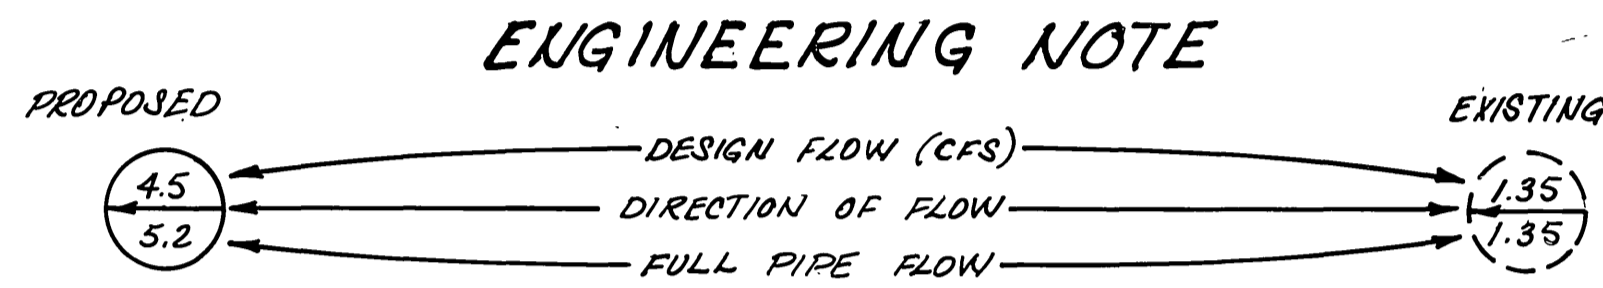 ENGINEERING NOTE
PROPOSED
EXISTING
DESIGN FLOW (CFS)
4.5
1.35
DIRECTION OF FLOW
5.2
1.35
FULL PIPE FLOW